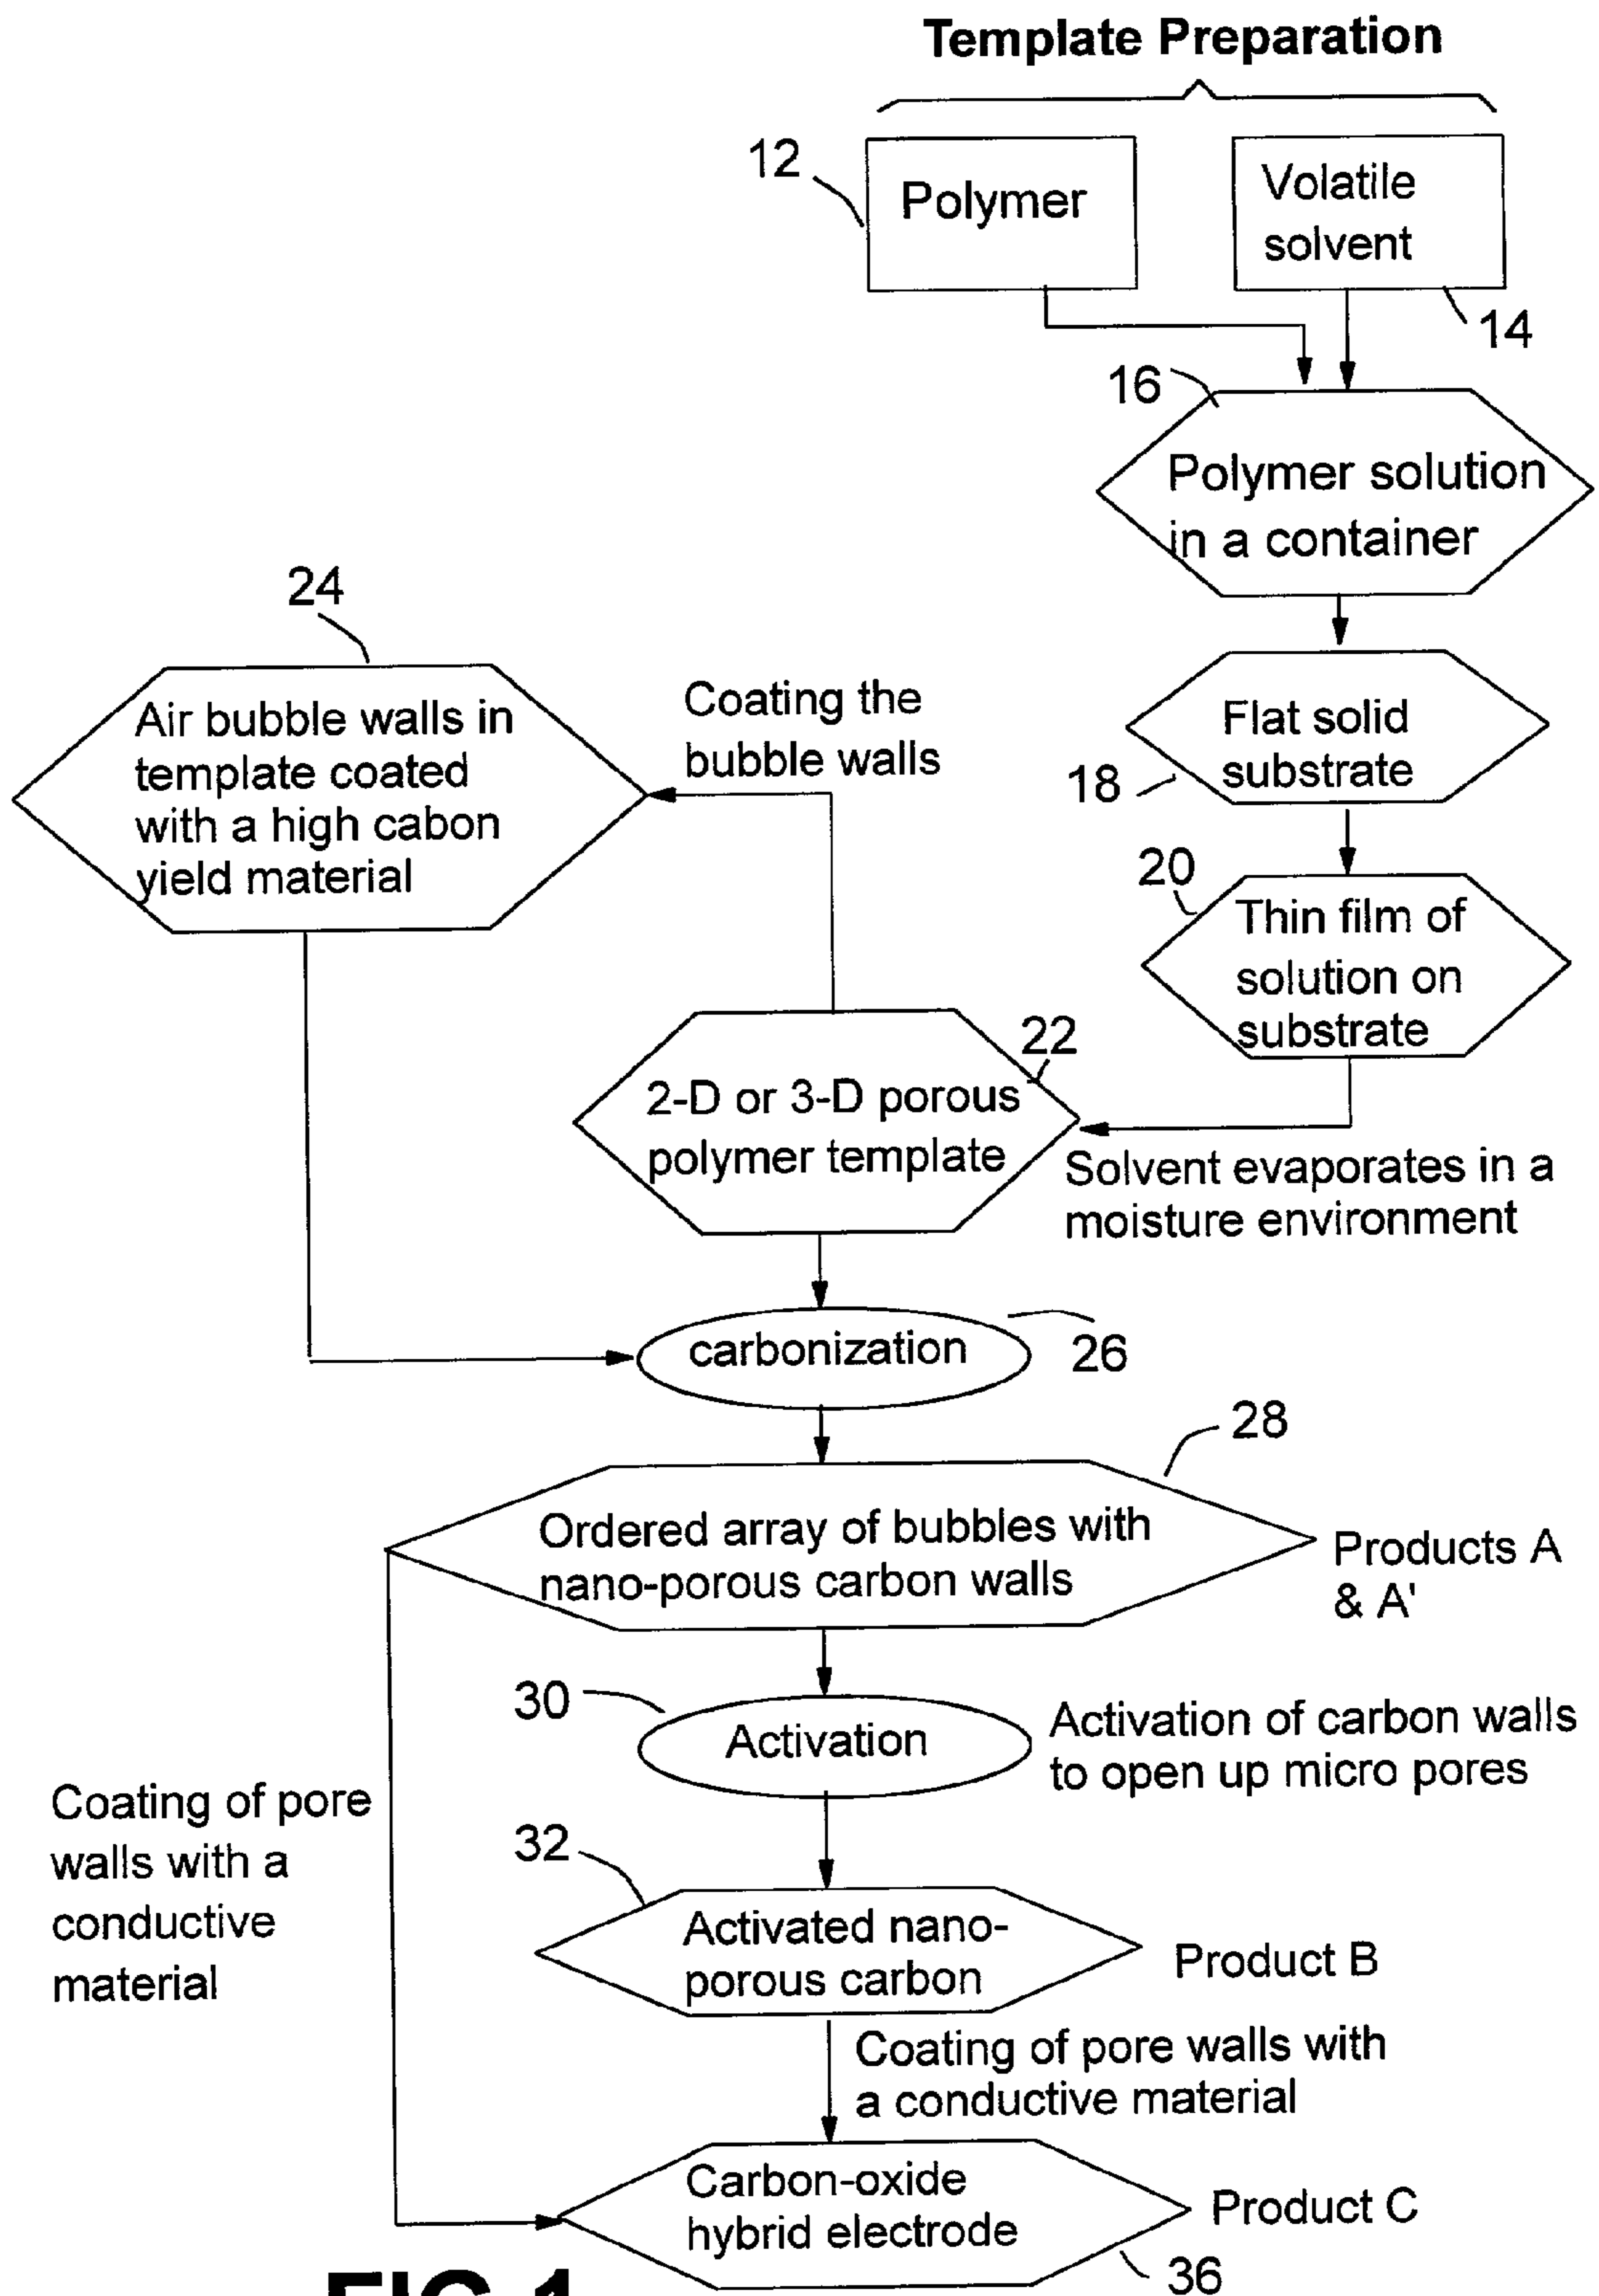 Template Preparation
12
Polymer
Volatile
solvent
14
16
Polymer solution
in a container
24
Air bubble walls in
template coated
with a high cabon
yield material
Coating the
bubble walls
Flat solid
substrate
18
20
Thin film of
solution on
substrate
22
2-D or 3-D porous
polymer template
Solvent evaporates in a
moisture environment
carbonization
26
28
Ordered array of bubbles with
nano-porous carbon walls
Products A
& A'
30
Activation
Activation of carbon walls
to open up micro pores
Coating of pore
walls with a
conductive
material
32
Activated nano-
porous carbon
Product B
Coating of pore walls with
a conductive material
Carbon-oxide
hybrid electrode
Product C
36
FIG.1